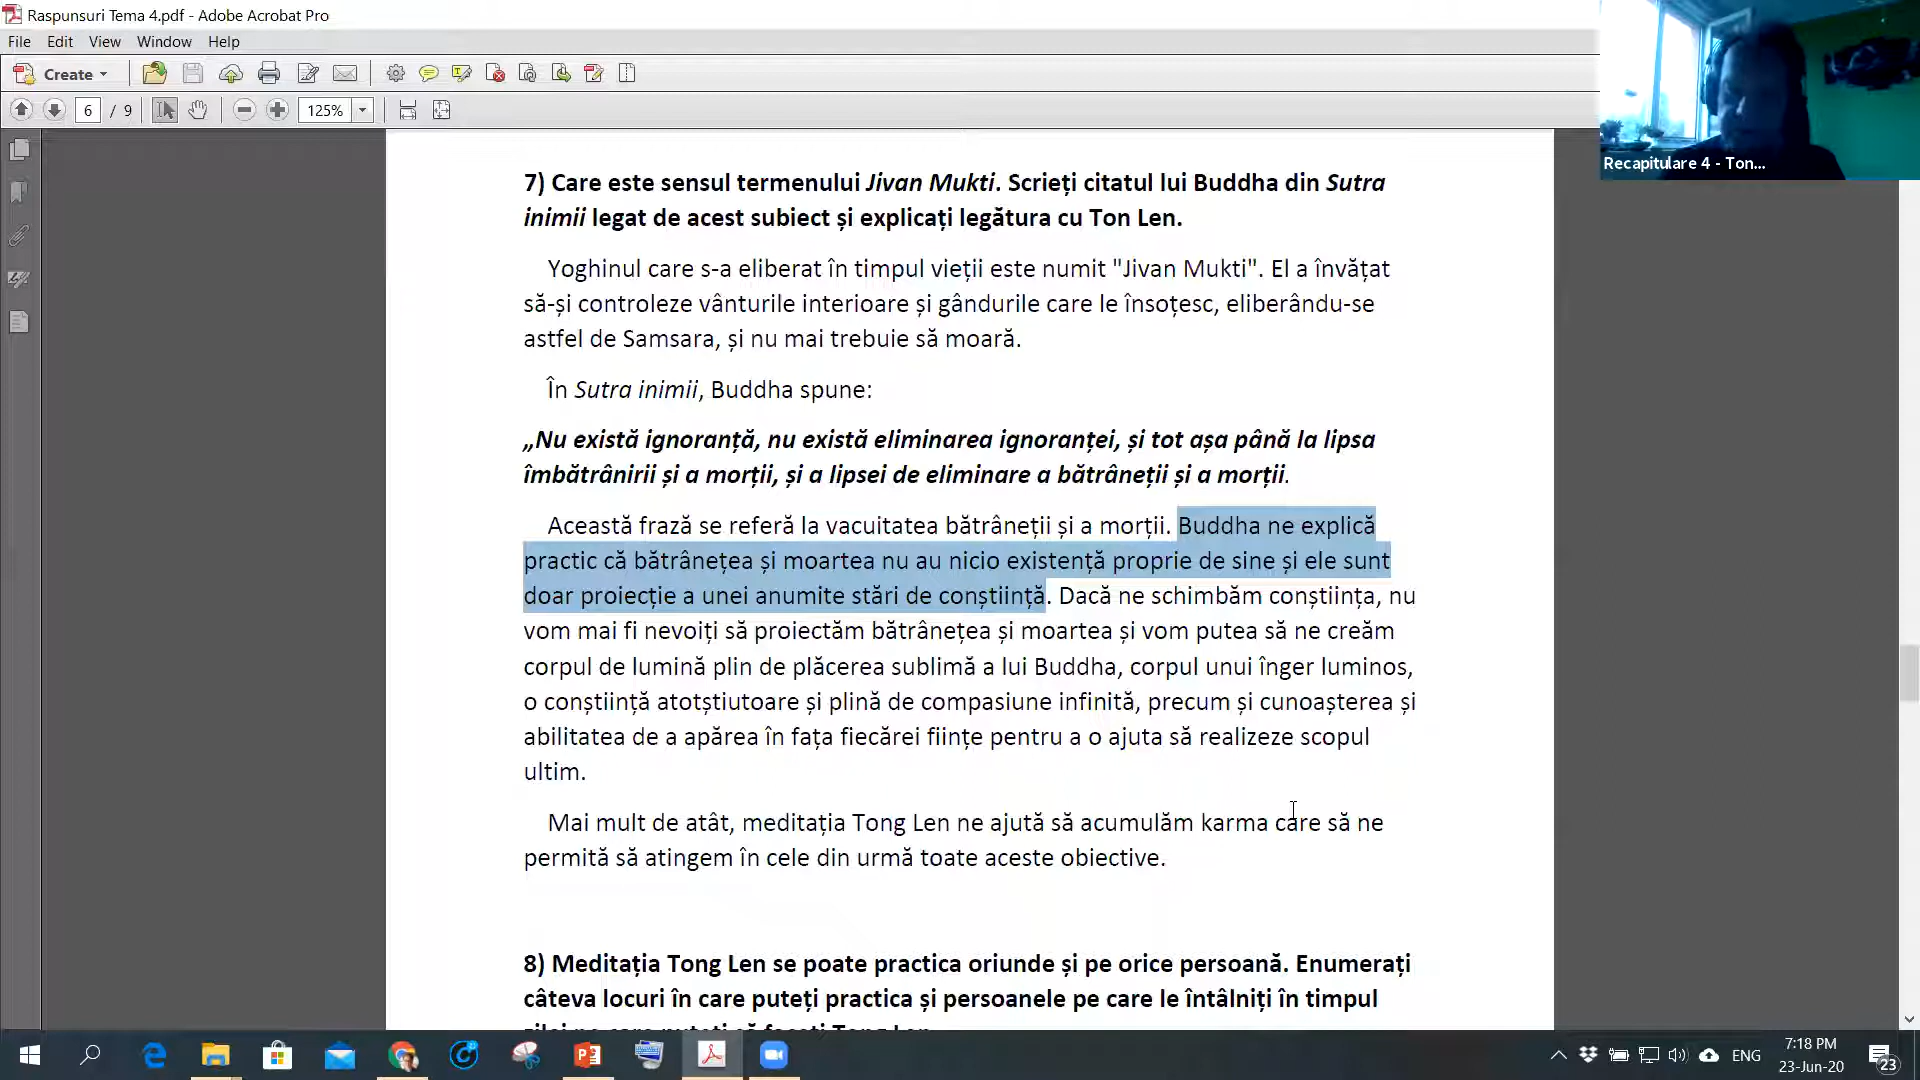 Raspunsuri Tema 4.pdf - Adobe Acrobat Pro
File Edit View Window Help
Create
6 / 9 125%
Recapitulare 4 - Ton...
7) Care este sensul termenului Jivan Mukti. Scrieți citatul lui Buddha din Sutra
inimii legat de acest subiect și explicați legătura cu Ton Len.
Yoghinul care s-a eliberat în timpul vieții este numit "Jivan Mukti". El a învățat
să-și controleze vânturile interioare și gândurile care le însoțesc, eliberându-se
astfel de Samsara, și nu mai trebuie să moară.
În Sutra inimii, Buddha spune:
„Nu există ignoranță, nu există eliminarea ignoranței, și tot așa până la lipsa
îmbătrânirii și a morții, și a lipsei de eliminare a bătrâneții și a morții.
Această frază se referă la vacuitatea bătrâneții și a morții. Buddha ne explică
practic că bătrânețea și moartea nu au nicio existență proprie de sine și ele sunt
doar proiecție a unei anumite stări de conștiință. Dacă ne schimbăm conștiința, nu
vom mai fi nevoiți să proiectăm bătrânețea și moartea și vom putea să ne creăm
corpul de lumină plin de plăcerea sublimă a lui Buddha, corpul unui înger luminos,
o conștiință atotștiutoare și plină de compasiune infinită, precum și cunoașterea și
abilitatea de a apărea în fața fiecărei ființe pentru a o ajuta să realizeze scopul
ultim.
Mai mult de atât, meditația Tong Len ne ajută să acumulăm karma care să ne
permită să atingem în cele din urmă toate aceste obiective.
8) Meditația Tong Len se poate practica oriunde și pe orice persoană. Enumerați
câteva locuri în care puteți practica și persoanele pe care le întâlniți în timpul
zilei pe care puteți să faceți Tong Len.
ENG
7:18 PM
23-Jun-20
23